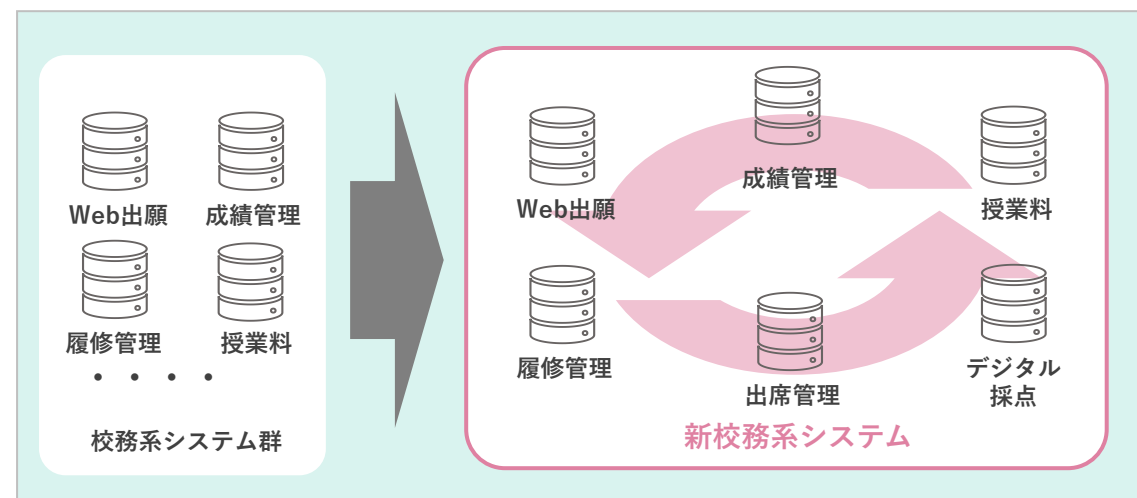 Web出願
成績管理
履修管理
授業料
・・・・
校務系システム群
成績管理
Web出願
授業料
履修管理
出席管理
デジタル
採点
新校務系システム